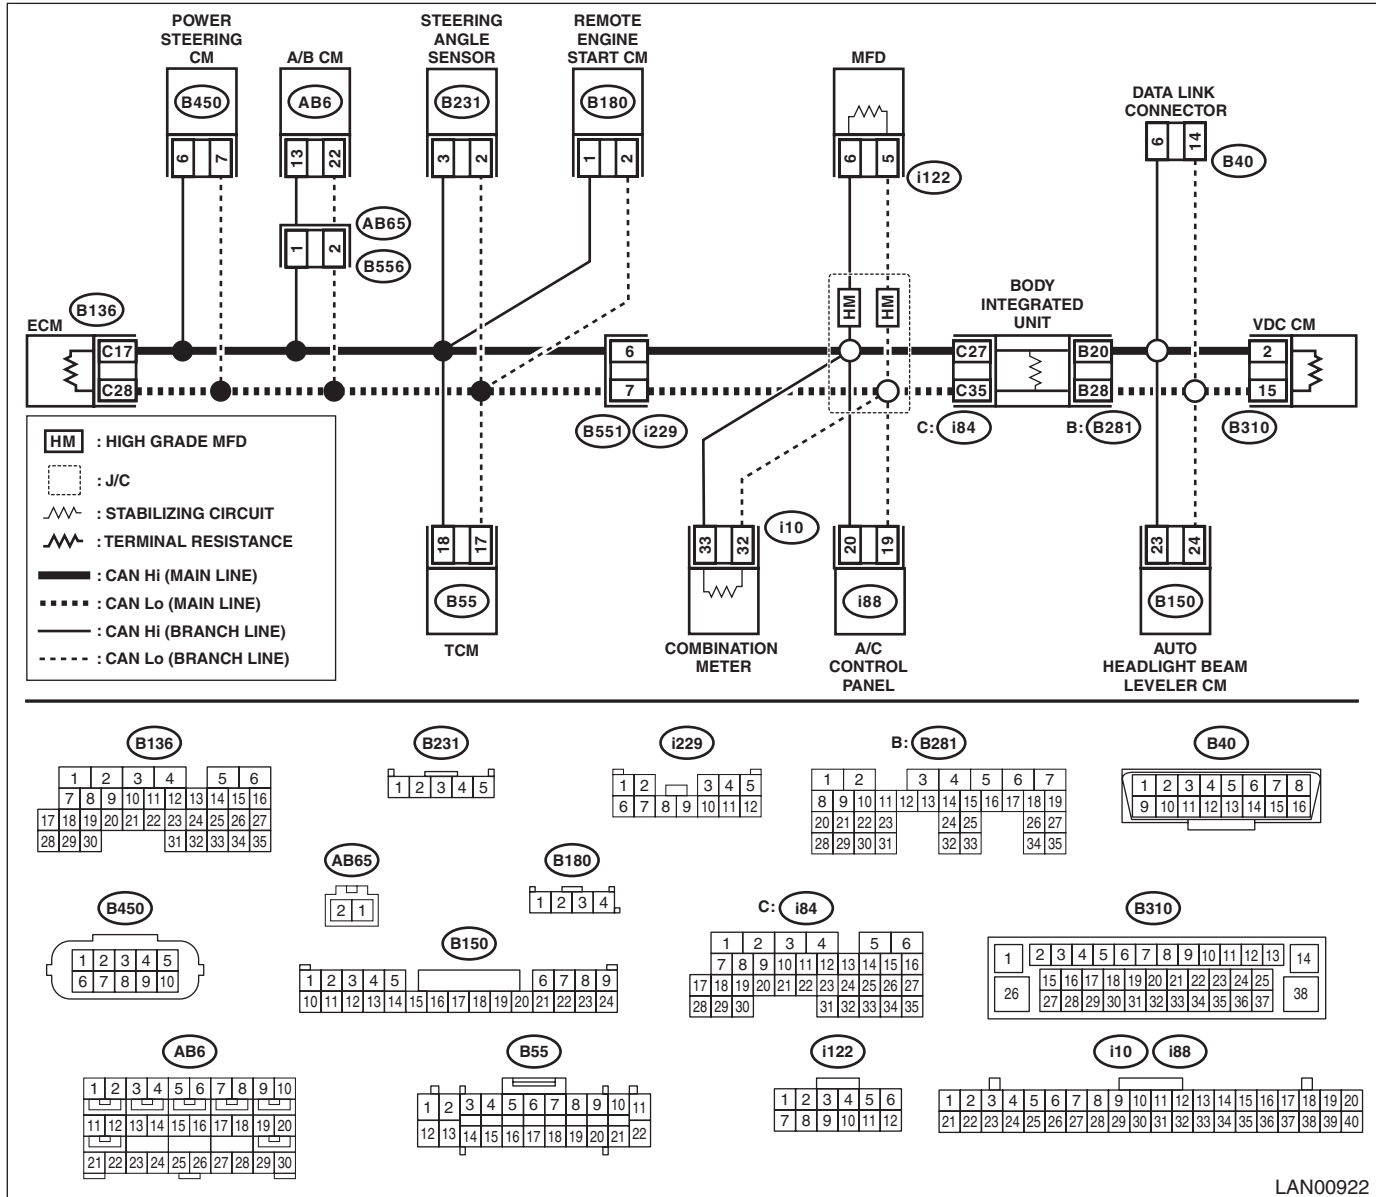 POWER
STEERING
CM
A/B CM
STEERING
ANGLE
SENSOR
REMOTE
ENGINE
START CM
MFD
DATA LINK
CONNECTOR
B450
AB6
B231
B180
6 7
13 22
3 2
1 2
6 5
6 14
i122
B40
AB65
1 2
B556
HM HM
BODY
INTEGRATED
UNIT
ECM
B136
VDC CM
C17
6
C27
B20
2
C28
7
C35
B28
15
B551
i229
C: i84
B: B281
B310
HM : HIGH GRADE MFD
: J/C
: STABILIZING CIRCUIT
: TERMINAL RESISTANCE
: CAN Hi (MAIN LINE)
: CAN Lo (MAIN LINE)
: CAN Hi (BRANCH LINE)
: CAN Lo (BRANCH LINE)
18 17
B55
TCM
33 32
i10
COMBINATION
METER
20 19
i88
A/C
CONTROL
PANEL
23 24
B150
AUTO
HEADLIGHT BEAM
LEVELER CM
B136
1 2 3 4 5 6
7 8 9 10 11 12 13 14 15 16
17 18 19 20 21 22 23 24 25 26 27
28 29 30 31 32 33 34 35
B231
1 2 3 4 5
i229
1 2 3 4 5
6 7 8 9 10 11 12
B: B281
1 2 3 4 5 6 7
8 9 10 11 12 13 14 15 16 17 18 19
20 21 22 23 24 25 26 27
28 29 30 31 32 33 34 35
B40
1 2 3 4 5 6 7 8
9 10 11 12 13 14 15 16
AB65
2 1
B180
1 2 3 4
B450
1 2 3 4 5
6 7 8 9 10
B150
1 2 3 4 5 6 7 8 9
10 11 12 13 14 15 16 17 18 19 20 21 22 23 24
C: i84
1 2 3 4 5 6
7 8 9 10 11 12 13 14 15 16
17 18 19 20 21 22 23 24 25 26 27
28 29 30 31 32 33 34 35
B310
1 2 3 4 5 6 7 8 9 10 11 12 13 14
15 16 17 18 19 20 21 22 23 24 25
26 27 28 29 30 31 32 33 34 35 36 37 38
AB6
1 2 3 4 5 6 7 8 9 10
11 12 13 14 15 16 17 18 19 20
21 22 23 24 25 26 27 28 29 30
B55
1 2 3 4 5 6 7 8 9 10 11
12 13 14 15 16 17 18 19 20 21 22
i122
1 2 3 4 5 6
7 8 9 10 11 12
i10 i88
1 2 3 4 5 6 7 8 9 10 11 12 13 14 15 16 17 18 19 20
21 22 23 24 25 26 27 28 29 30 31 32 33 34 35 36 37 38 39 40
LAN00922